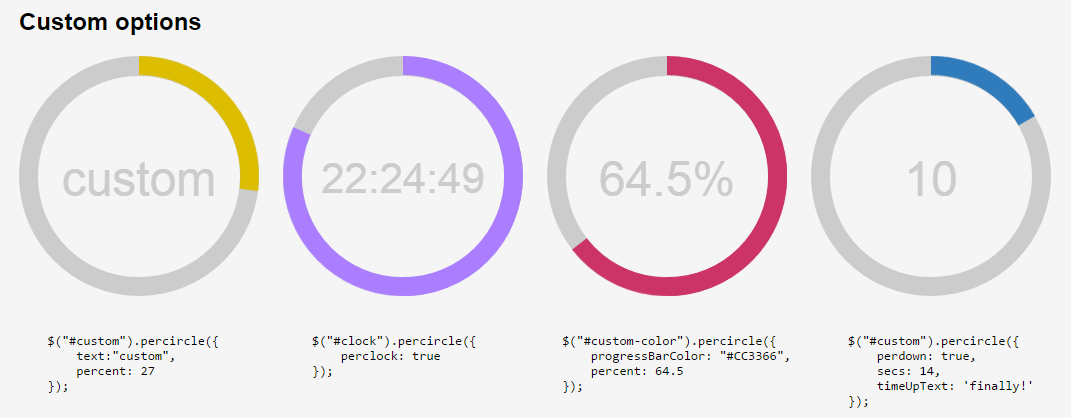 Custom options
custom
22:24:49
64.5%
10
$("#custom").percircle({
    text:"custom",
    percent: 27
});
$("#clock").percircle({
    perclock: true
});
$("#custom-color").percircle({
    progressBarColor: "#CC3366",
    percent: 64.5
});
$("#custom").percircle({
    perdown: true,
    secs: 14,
    timeUpText: 'finally!'
});